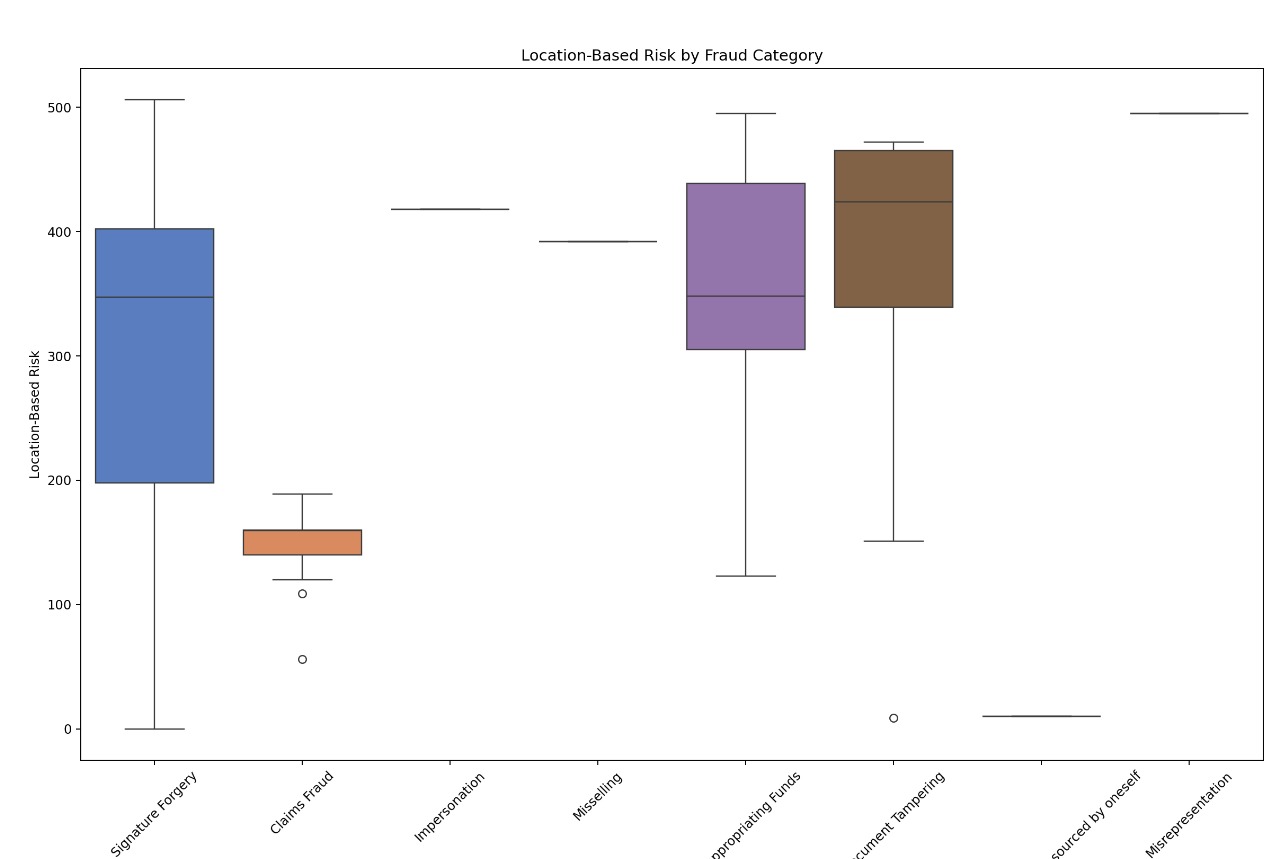 Location-Based Risk by Fraud Category
Location-Based Risk
500
400
300
200
100
0
Signature Forgery
Claims Fraud
Impersonation
Misselling
ppropriating Funds
cument Tampering
sourced by oneself
Misrepresentation